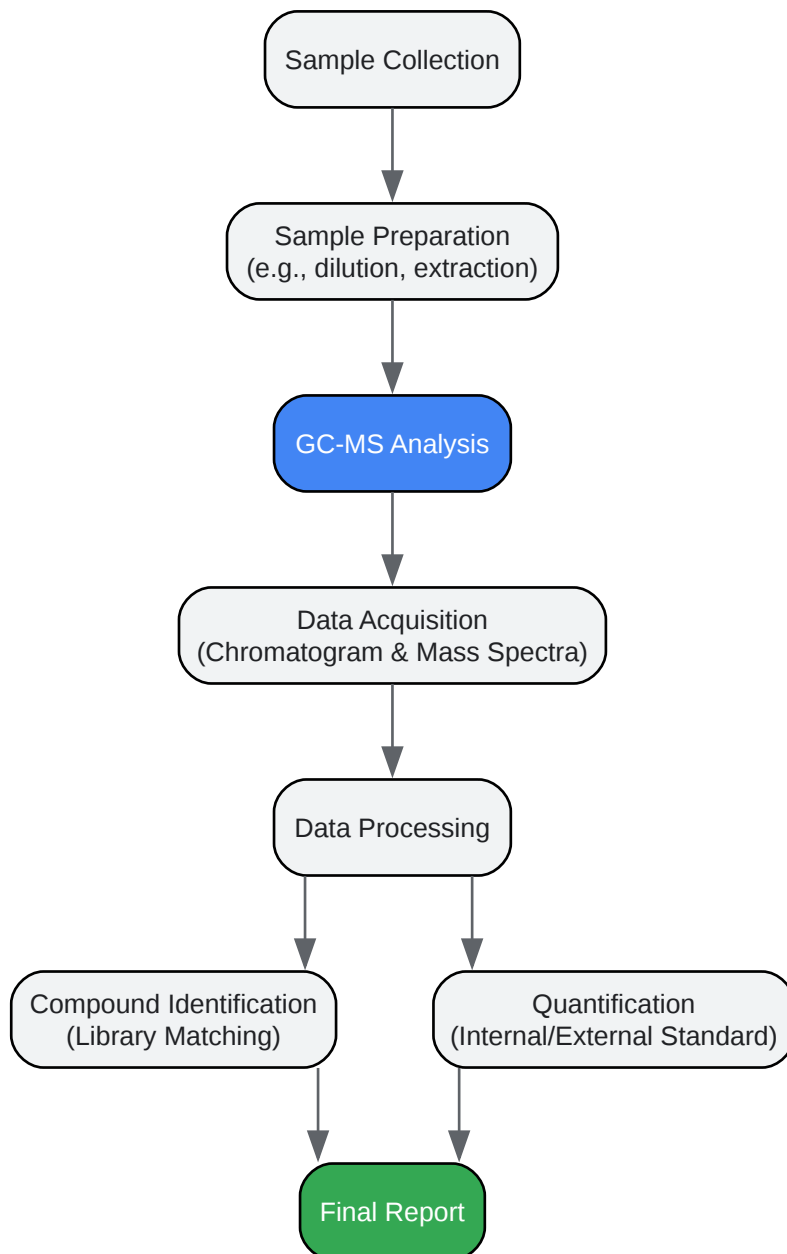 Sample Collection
Sample Preparation
(e.g., dilution, extraction)
GC-MS Analysis
Data Acquisition
(Chromatogram & Mass Spectra)
Data Processing
Compound Identification
(Library Matching)
Quantification
(Internal/External Standard)
Final Report